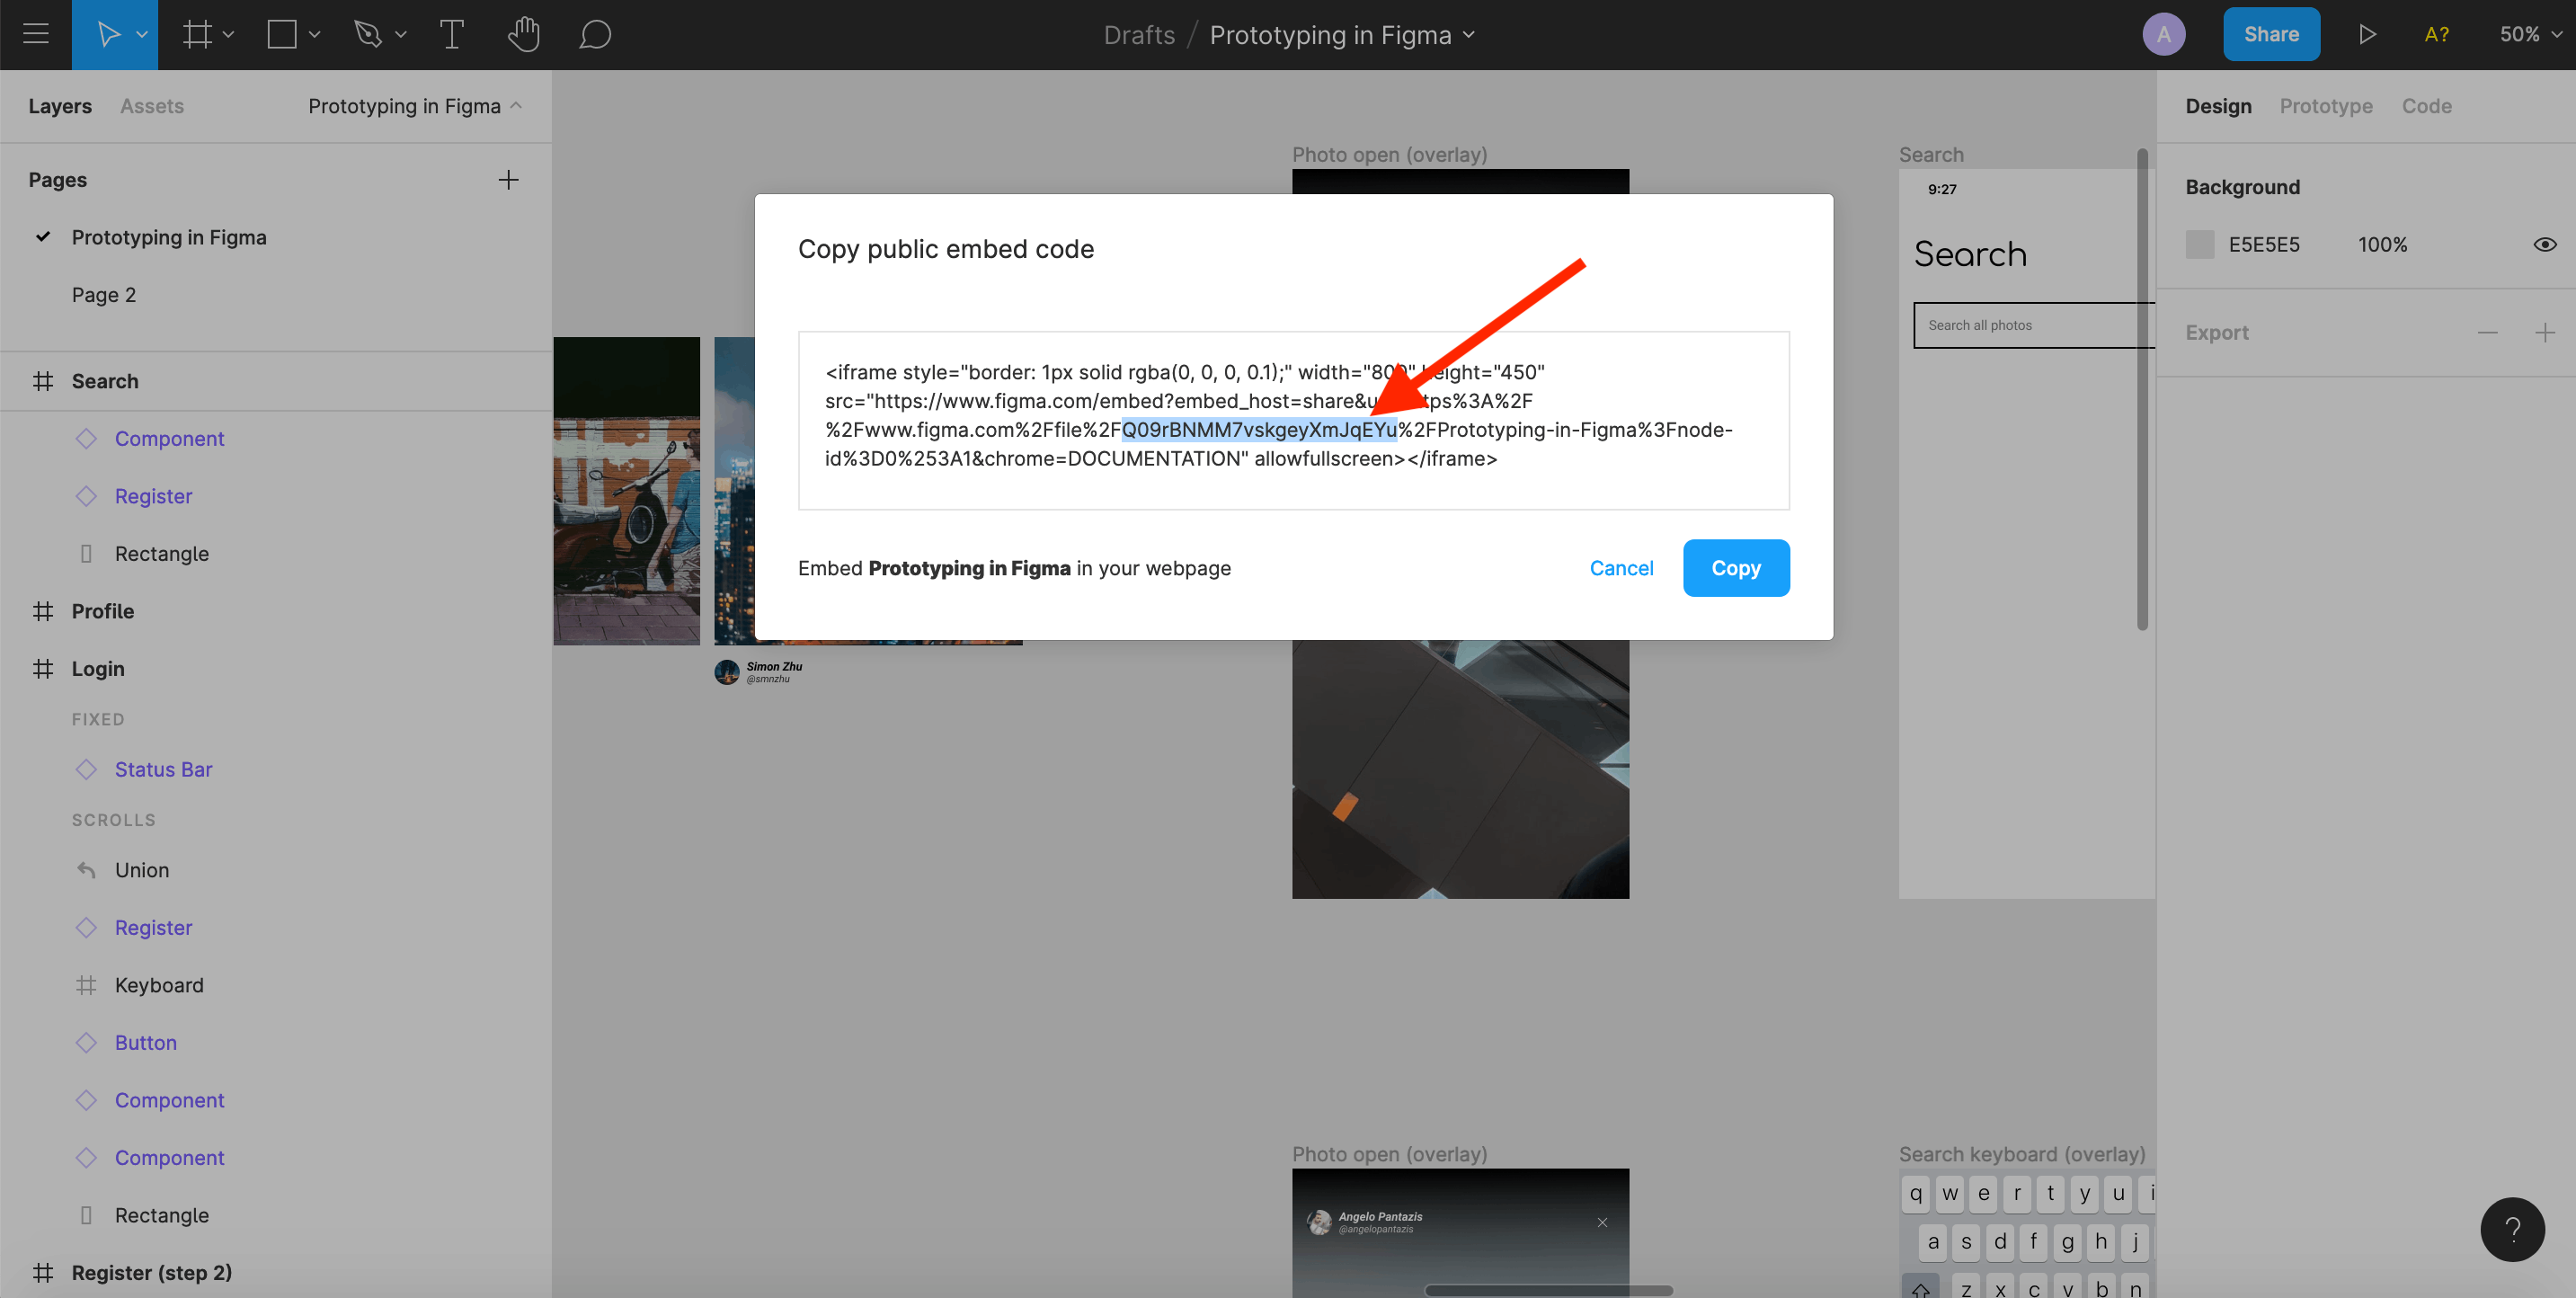 Drafts / Prototyping in Figma
A
Share
A?
50%
Layers
Assets
Prototyping in Figma
Pages
Prototyping in Figma
Page 2
Search
Component
Register
Rectangle
Profile
Login
FIXED
Status Bar
SCROLLS
Union
Register
Keyboard
Button
Component
Component
Rectangle
Register (step 2)
Photo open (overlay)
Copy public embed code
<iframe style="border: 1px solid rgba(0, 0, 0, 0.1);" width="800" height="450"
src="https://www.figma.com/embed?embed_host=share&url=https%3A%2F
%2Fwww.figma.com%2Ffile%2FQ09rBNMM7vskgeyXmJqEYu%2FPrototyping-in-Figma%3Fnode-
id%3D0%253A1&chrome=DOCUMENTATION" allowfullscreen></iframe>
Embed Prototyping in Figma in your webpage
Cancel
Copy
Simon Zhu
@smnzhu
Photo open (overlay)
Angelo Pantazis
@angelopantazis
Search
9:27
Search
Search all photos
Search keyboard (overlay)
q w e r t y u i
a s d f g h j
z x c v b n
Design
Prototype
Code
Background
E5E5E5
100%
Export
?